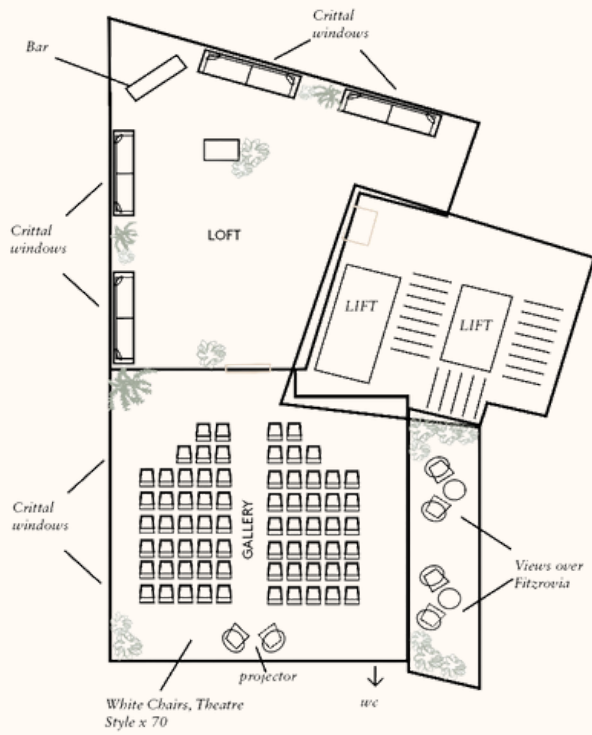 Crittal
windows
Bar
Crittal
windows
LOFT
LIFT
LIFT
Crittal
windows
GALLERY
Views over
Fitzrovia
projector
White Chairs, Theatre
Style x 70
wc